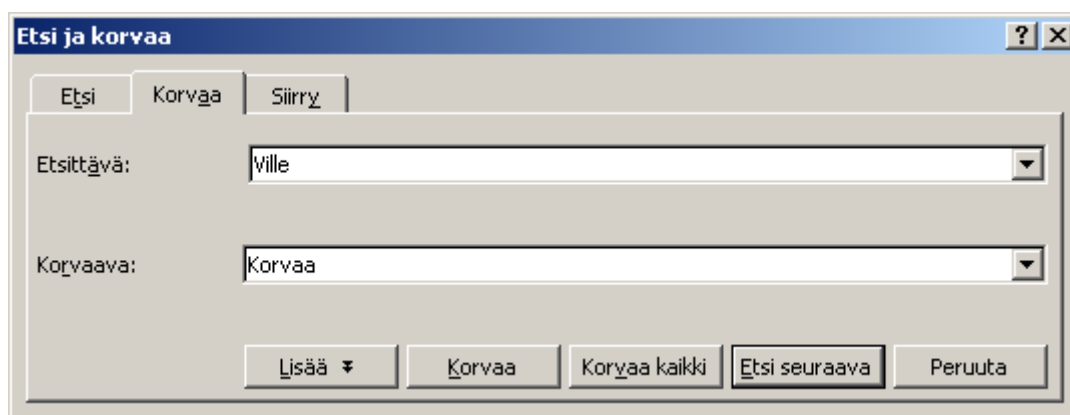 Etsi ja korvaa
Etsi Korvaa Siirry
Etsittävä: Ville
Korvaava: Korvaa
Lisää Korvaa Korvaa kaikki Etsi seuraava Peruuta